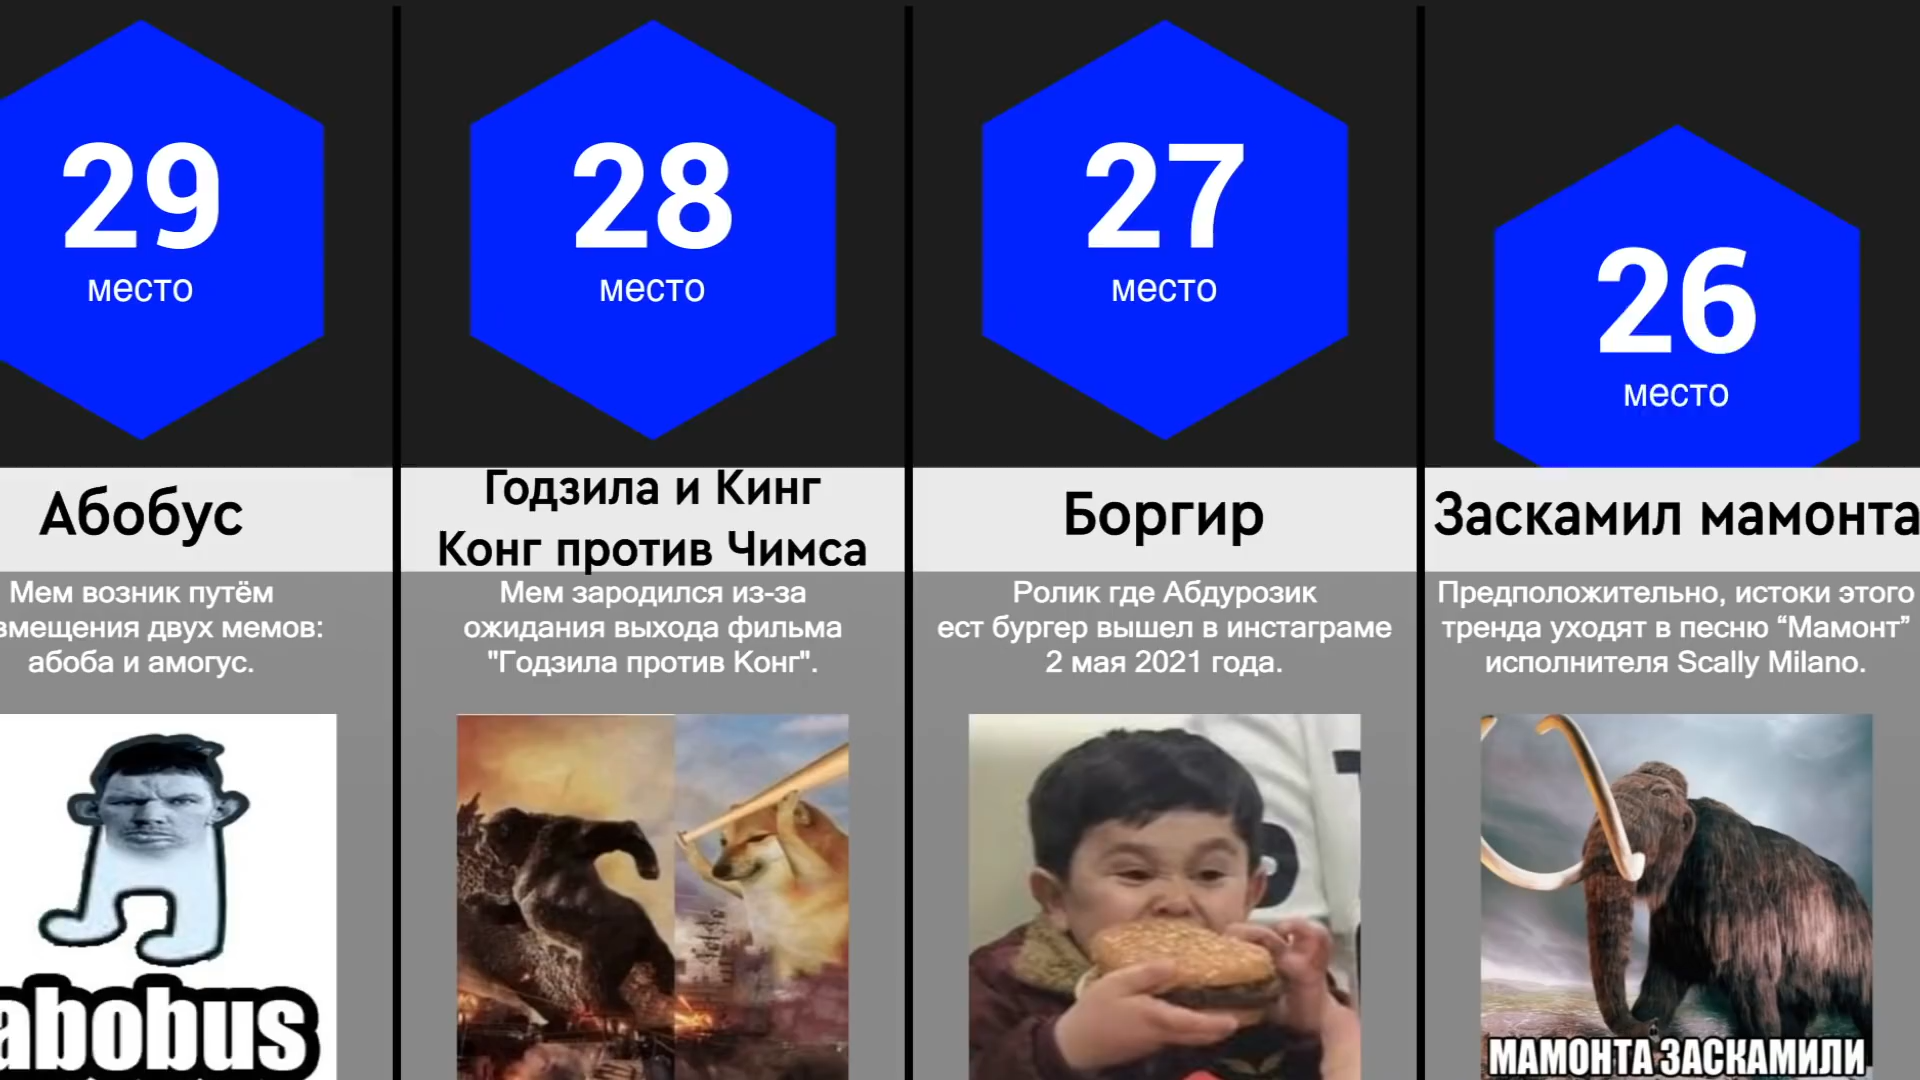 29
место
Абобус
Мем возник путём
змещения двух мемов:
абоба и амогус.
abobus
28
место
Годзила и Кинг
Конг против Чимса
Мем зародился из-за
ожидания выхода фильма
"Годзила против Конг".
27
место
Боргир
Ролик где Абдурозик
ест бургер вышел в инстаграме
2 мая 2021 года.
26
место
Заскамил мамонта
Предположительно, истоки этого
тренда уходят в песню “Мамонт”
исполнителя Scally Milano.
МАМОНТА ЗАСКАМИЛИ